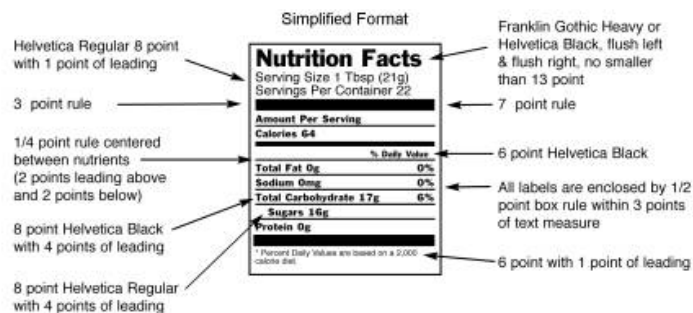 Simplified Format
Helvetica Regular 8 point
with 1 point of leading
3 point rule
1/4 point rule centered
between nutrients
(2 points leading above
and 2 points below)
8 point Helvetica Black
with 4 points of leading
8 point Helvetica Regular
with 4 points of leading
Nutrition Facts
Serving Size 1 Tbsp (21g)
Servings Per Container 22
Amount Per Serving
Calories 64
% Daily Value
Total Fat 0g 0%
Sodium 0mg 0%
Total Carbohydrate 17g 6%
Sugars 16g
Protein 0g
* Percent Daily Values are based on a 2,000
calorie diet.
Franklin Gothic Heavy or
Helvetica Black, flush left
& flush right, no smaller
than 13 point
7 point rule
6 point Helvetica Black
All labels are enclosed by 1/2
point box rule within 3 points
of text measure
6 point with 1 point of leading